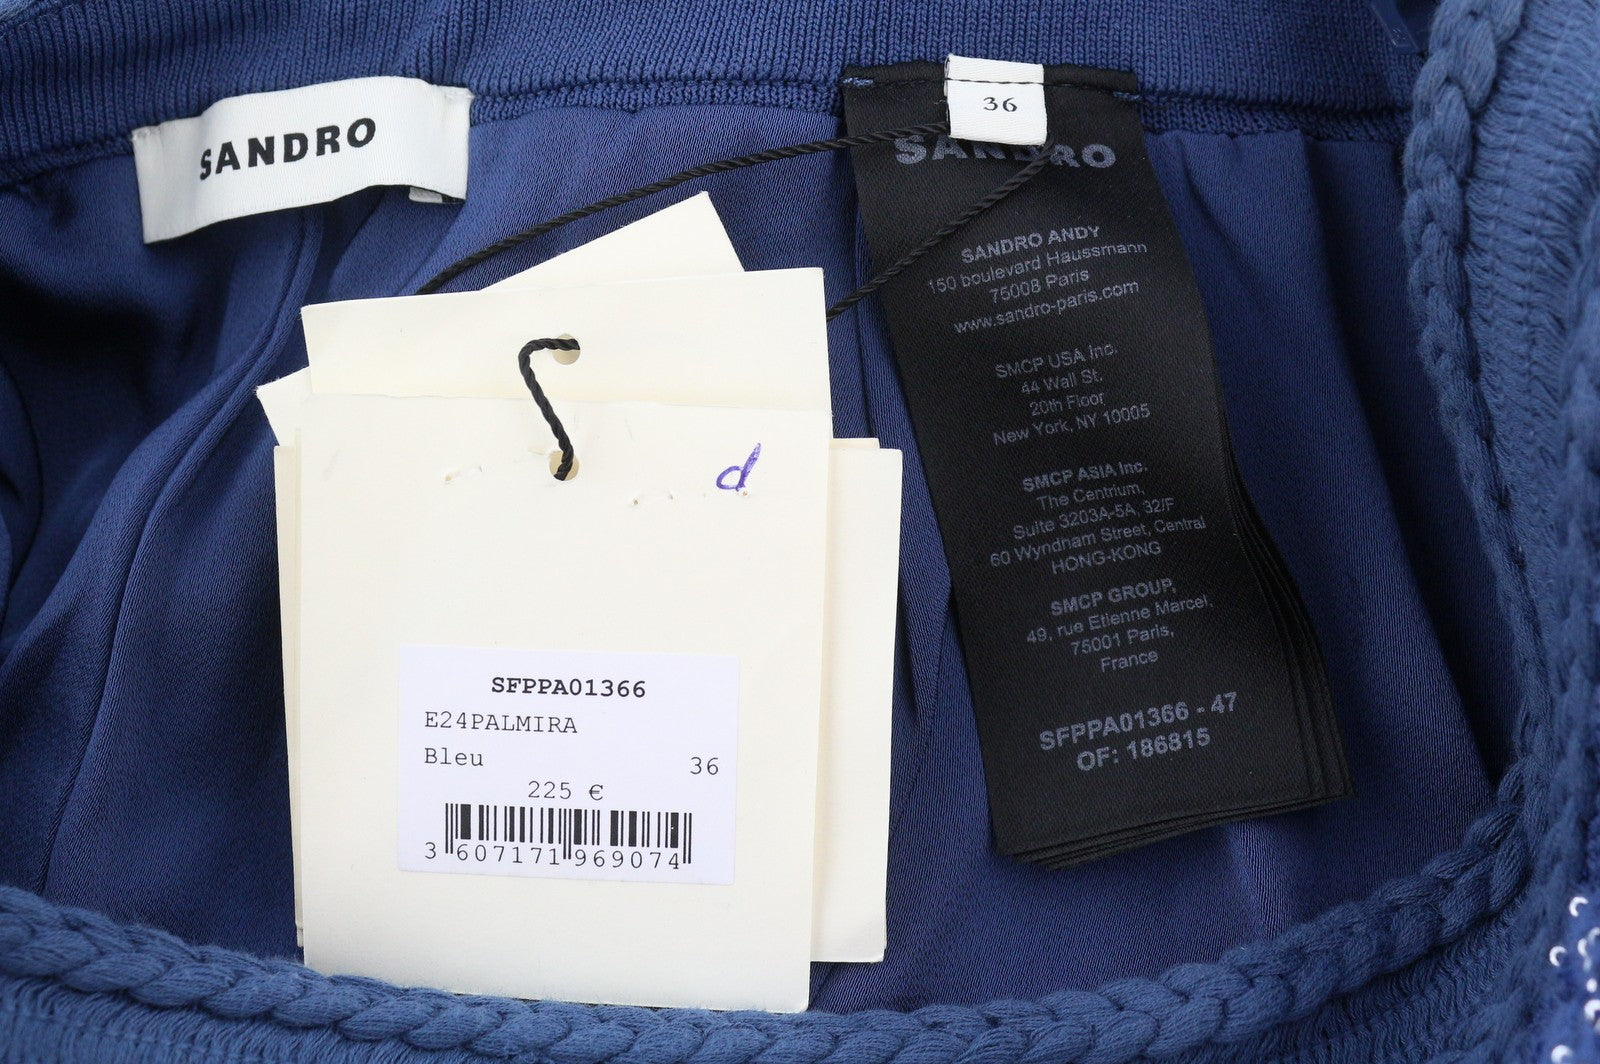 SANDRO
36
SANDRO
SANDRO ANDY
150 boulevard Haussmann
75008 Paris
www.sandro-paris.com
SMCP USA Inc.
44 Wall St.
20th Floor
New York, NY 10005
SMCP ASIA Inc.
The Centrium,
Suite 3203A-5A, 32/F
60 Wyndham Street, Central
HONG-KONG
SMCP GROUP,
49, rue Etienne Marcel,
75001 Paris,
France
SFPPA01366 - 47
OF: 186815
d
SFPPA01366
E24PALMIRA
Bleu 36
225 €
3 607171 969074